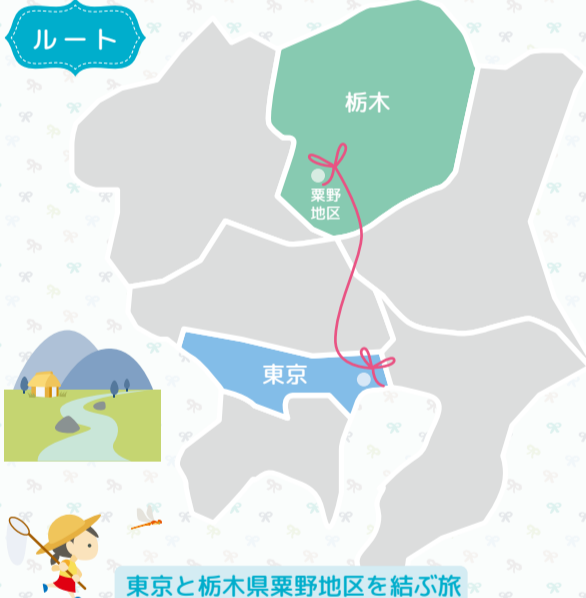 ルート
栃木
粟野
地区
東京
東京と栃木県粟野地区を結ぶ旅